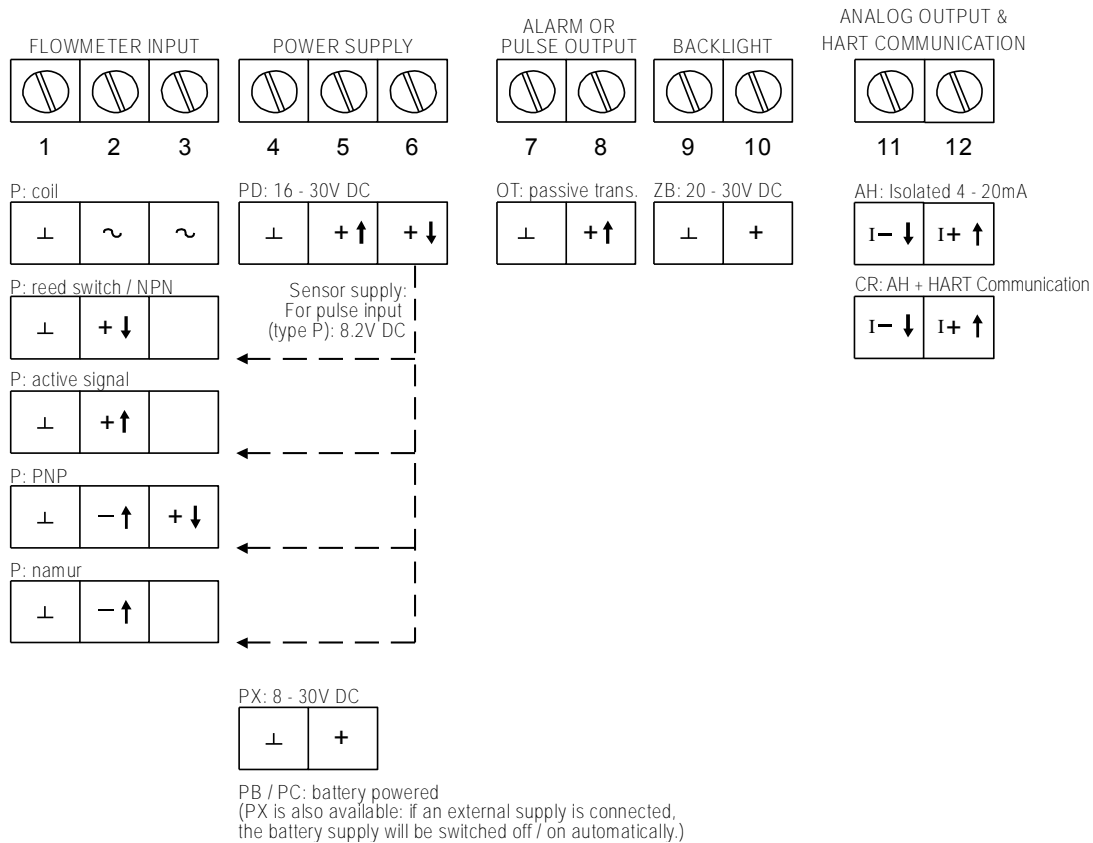 FLOWMETER INPUT
POWER SUPPLY
ALARM OR
PULSE OUTPUT
BACKLIGHT
ANALOG OUTPUT &
HART COMMUNICATION
1 2 3 4 5 6 7 8 9 10 11 12
P: coil
⊥ ~ ~
P: reed switch / NPN
⊥ +↓
P: active signal
⊥ +↑
P: PNP
⊥ −↑ +↓
P: namur
⊥ −↑
PD: 16 - 30V DC
⊥ +↑ +↓
Sensor supply:
For pulse input
(type P): 8.2V DC
PX: 8 - 30V DC
⊥ +
PB / PC: battery powered
(PX is also available: if an external supply is connected,
the battery supply will be switched off / on automatically.)
OT: passive trans.
⊥ +↑
ZB: 20 - 30V DC
⊥ +
AH: Isolated 4 - 20mA
I− ↓ I+ ↑
CR: AH + HART Communication
I− ↓ I+ ↑